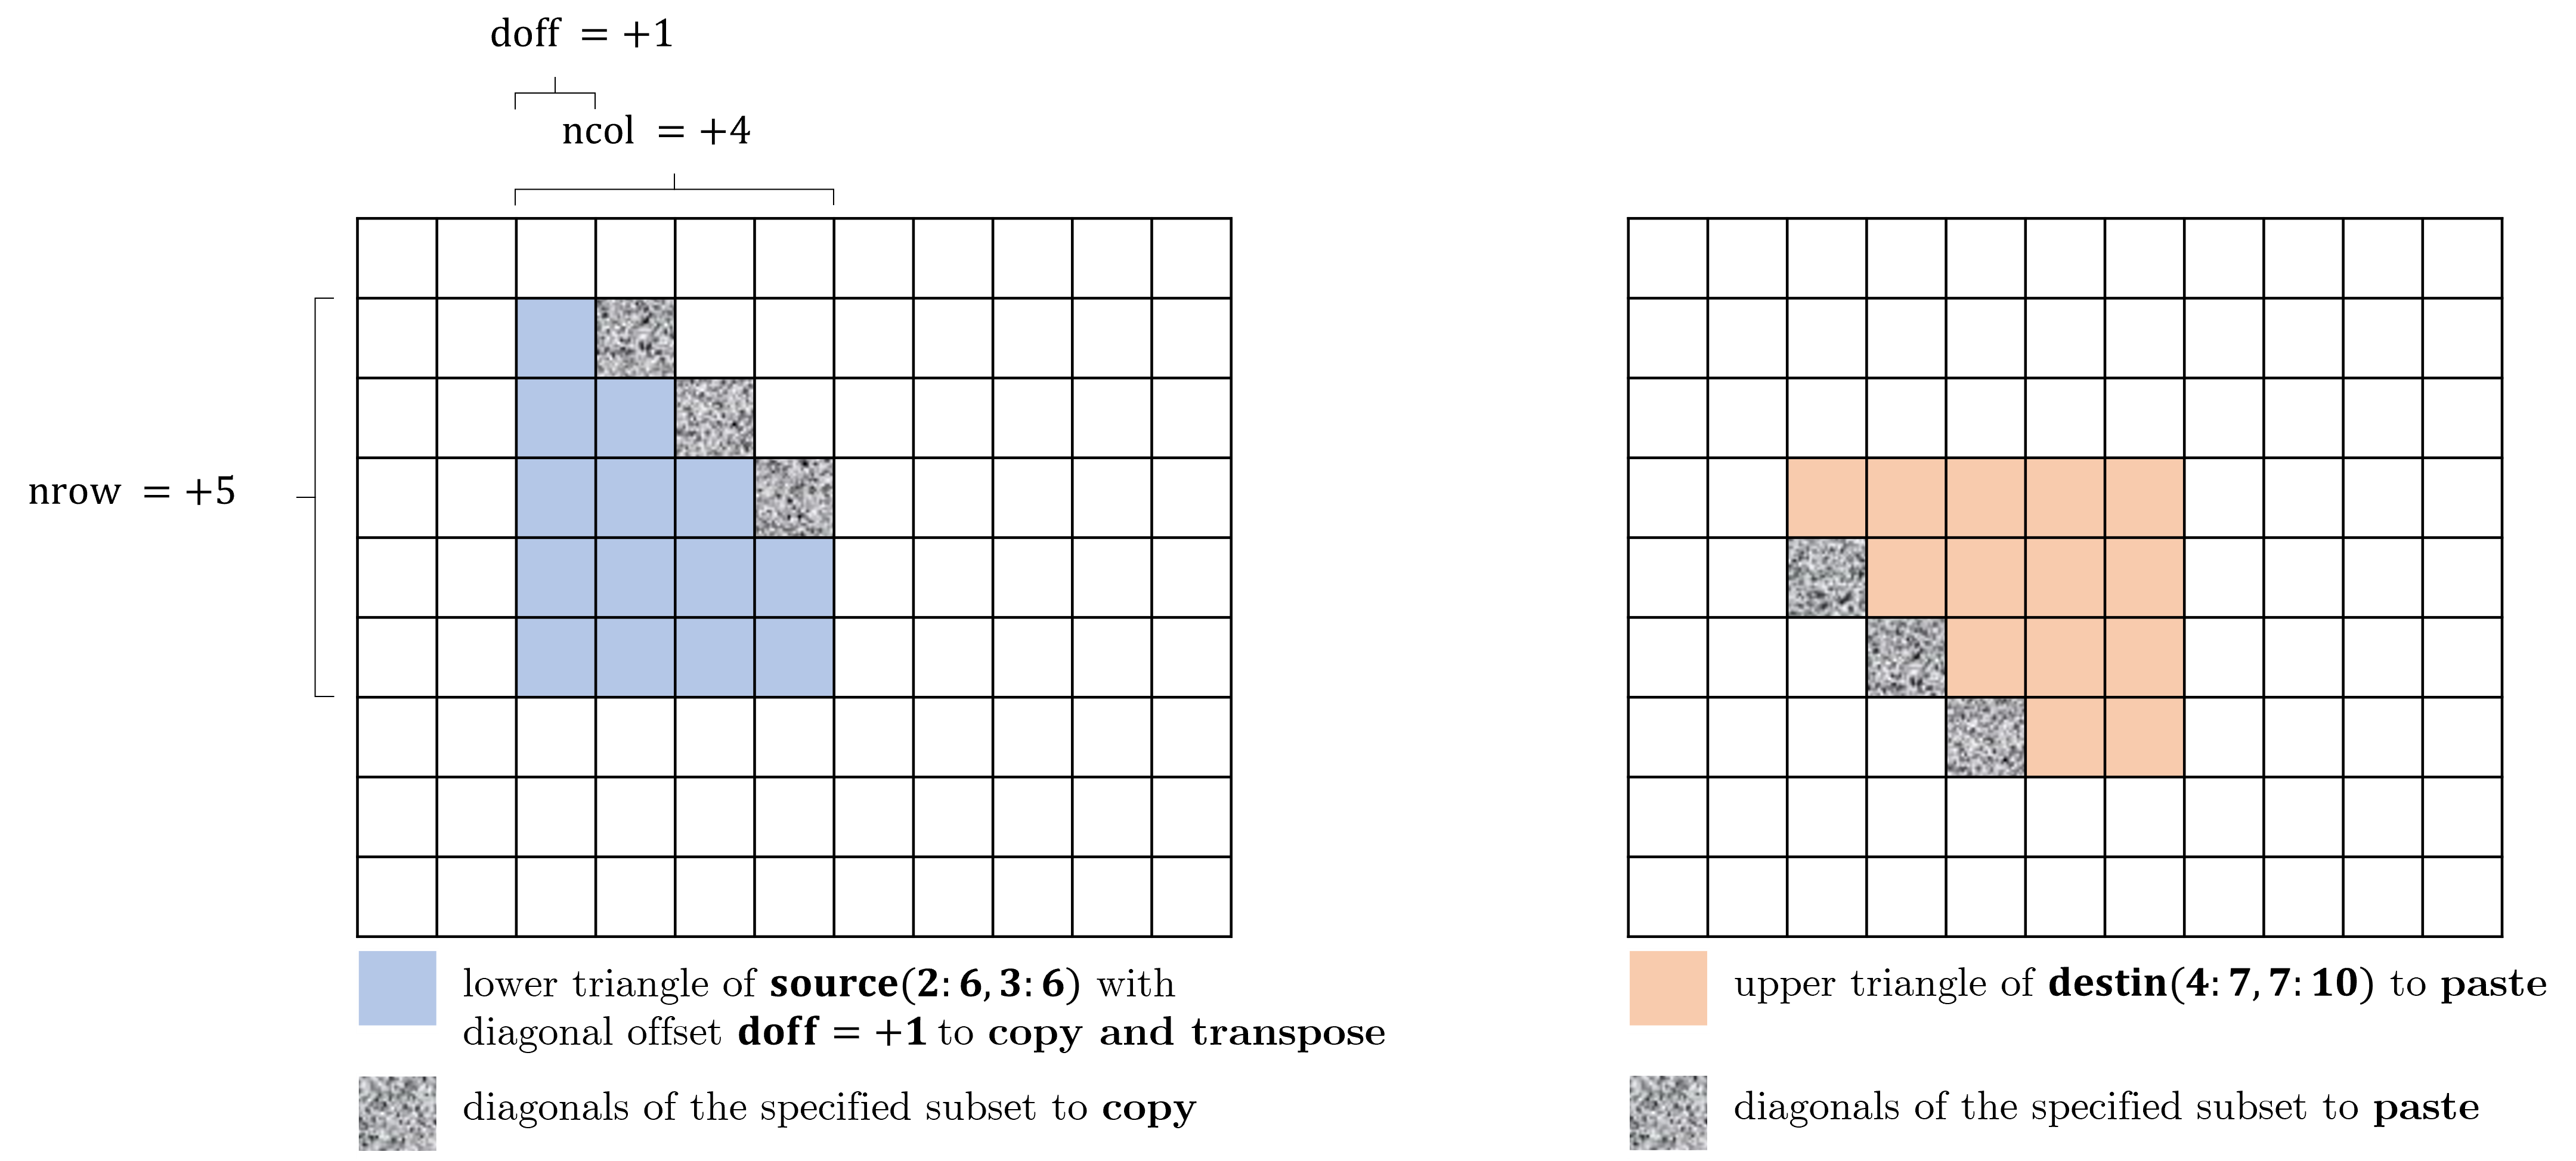 doff = +1
ncol = +4
nrow = +5
lower triangle of source(2: 6, 3: 6) with
diagonal offset doff = +1 to copy and transpose
diagonals of the specified subset to copy
upper triangle of destin(4: 7, 7: 10) to paste
diagonals of the specified subset to paste